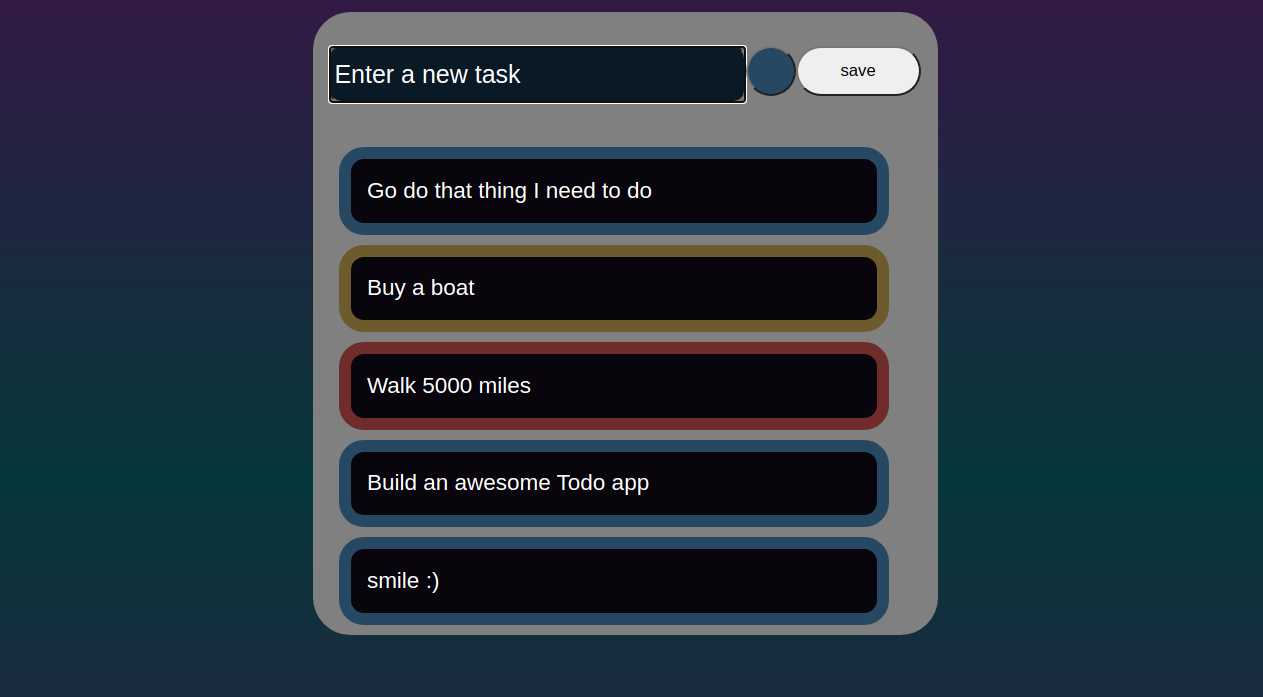 Enter a new task
save
Go do that thing I need to do
Buy a boat
Walk 5000 miles
Build an awesome Todo app
smile :)